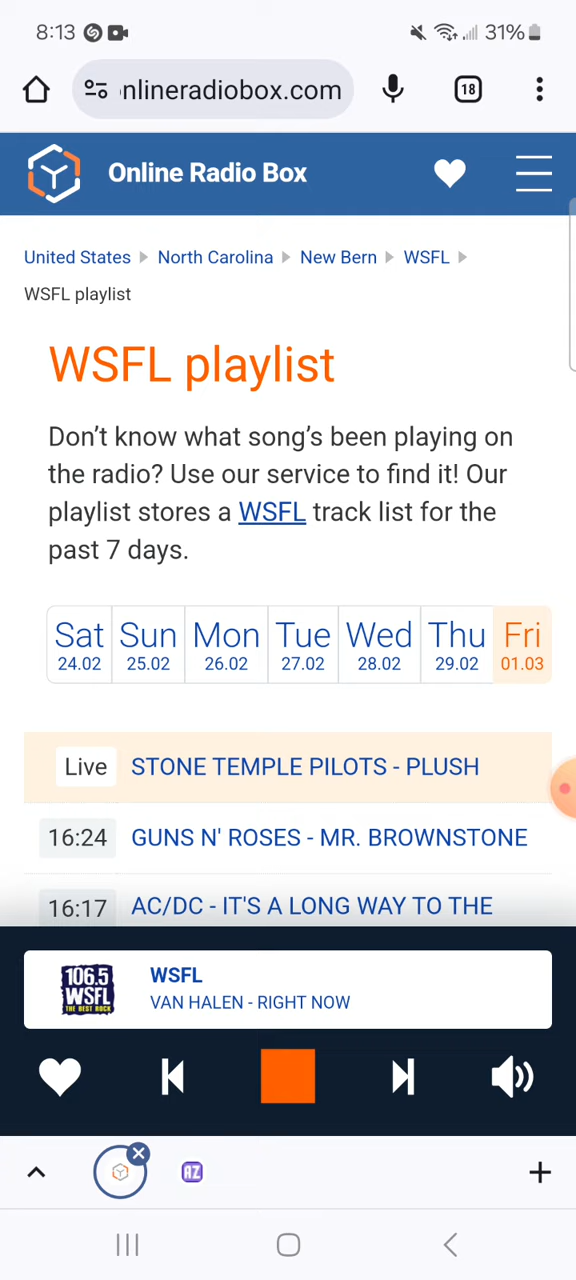 8:13
31%
nlineradiobox.com
18
Online Radio Box
United States North Carolina New Bern WSFL
WSFL playlist
WSFL playlist
Don't know what song's been playing on
the radio? Use our service to find it! Our
playlist stores a WSFL track list for the
past 7 days.
Sat Sun Mon Tue Wed Thu Fri
24.02 25.02 26.02 27.02 28.02 29.02 01.03
Live STONE TEMPLE PILOTS - PLUSH
16:24 GUNS N' ROSES - MR. BROWNSTONE
16:17 AC/DC - IT'S A LONG WAY TO THE
106.5
WSFL
THE BEST ROCK
WSFL
VAN HALEN - RIGHT NOW
AZ